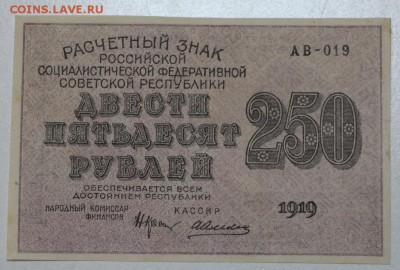 COINS.LAVE.RU
РАСЧЕТНЫЙ ЗНАК
АВ-019
РОССИЙСКОЙ
СОЦИАЛИСТИЧЕСКОЙ ФЕДЕРАТИВНОЙ
СОВЕТСКОЙ РЕСПУБЛИКИ
ДВЕСТИ
ПЯТЬДЕСЯТ
РУБЛЕЙ
250
ОБЕСПЕЧИВАЕТСЯ ВСЕМ
ДОСТОЯНИЕМ РЕСПУБЛИКИ
НАРОДНЫЙ КОМИССАР
ФИНАНСОВ
КАССИР
1919